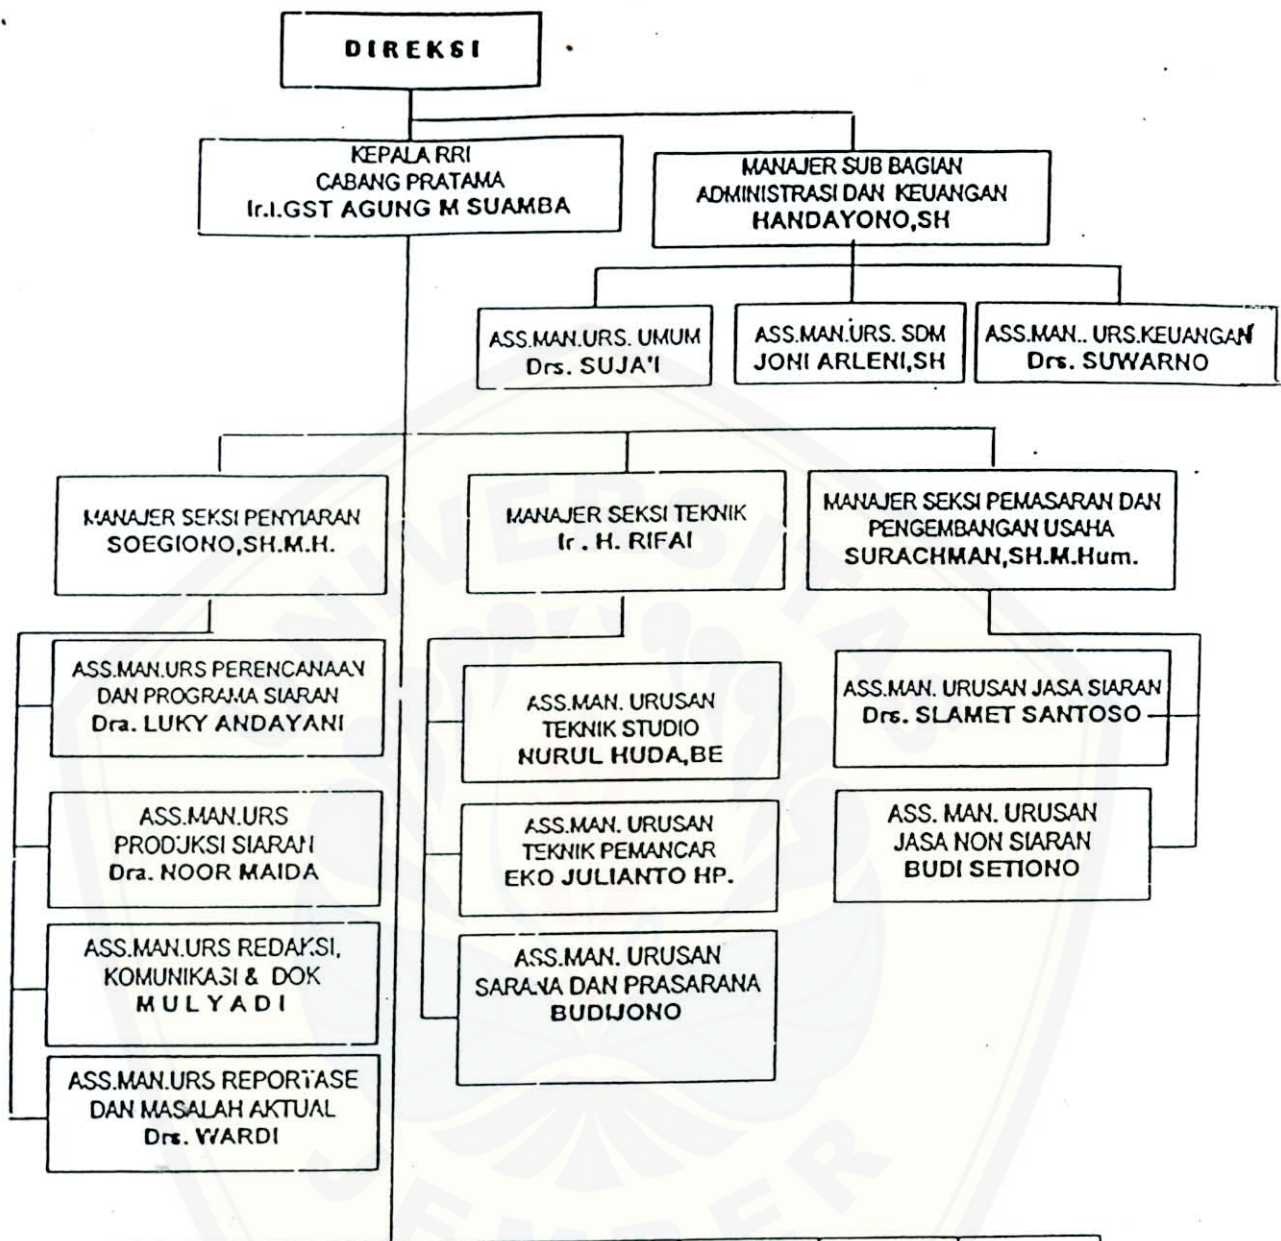 DIREKSI
KEPALA RRI
CABANG PRATAMA
Ir.I.GST AGUNG M SUAMBA
MANAJER SUB BAGIAN
ADMINISTRASI DAN KEUANGAN
HANDAYONO,SH
ASS.MAN.URS. UMUM
Drs. SUJA'I
ASS.MAN.URS. SDM
JONI ARLENI,SH
ASS.MAN.. URS.KEUANGAN
Drs. SUWARNO
MANAJER SEKSI PENYIARAN
SOEGIONO,SH.M.H.
MANAJER SEKSI TEKNIK
Ir . H. RIFAI
MANAJER SEKSI PEMASARAN DAN
PENGEMBANGAN USAHA
SURACHMAN,SH.M.Hum.
ASS.MAN.URS PERENCANAAN
DAN PROGRAMA SIARAN
Dra. LUKY ANDAYANI
ASS.MAN.URS
PRODUKSI SIARAN
Dra. NOOR MAIDA
ASS.MAN.URS REDAKSI,
KOMUNIKASI & DOK
M U L Y A D I
ASS.MAN.URS REPORTASE
DAN MASALAH AKTUAL
Drs. WARDI
ASS.MAN. URUSAN
TEKNIK STUDIO
NURUL HUDA,BE
ASS.MAN. URUSAN
TEKNIK PEMANCAR
EKO JULIANTO HP.
ASS.MAN. URUSAN
SARANA DAN PRASARANA
BUDIJONO
ASS.MAN. URUSAN JASA SIARAN
Drs. SLAMET SANTOSO
ASS. MAN. URUSAN
JASA NON SIARAN
BUDI SETIONO
UNIVERSITAS
JEMBER